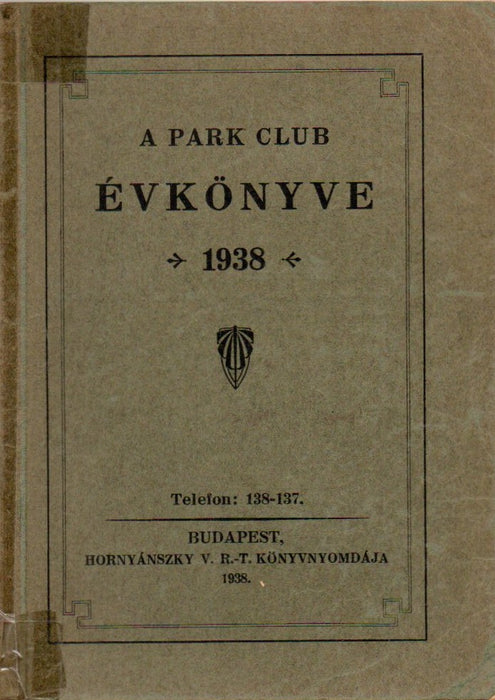 A PARK CLUB
ÉVKÖNYVE
1938
Telefon: 138-137.
BUDAPEST,
HORNYÁNSZKY V. R.-T. KÖNYVNYOMDÁJA
1938.